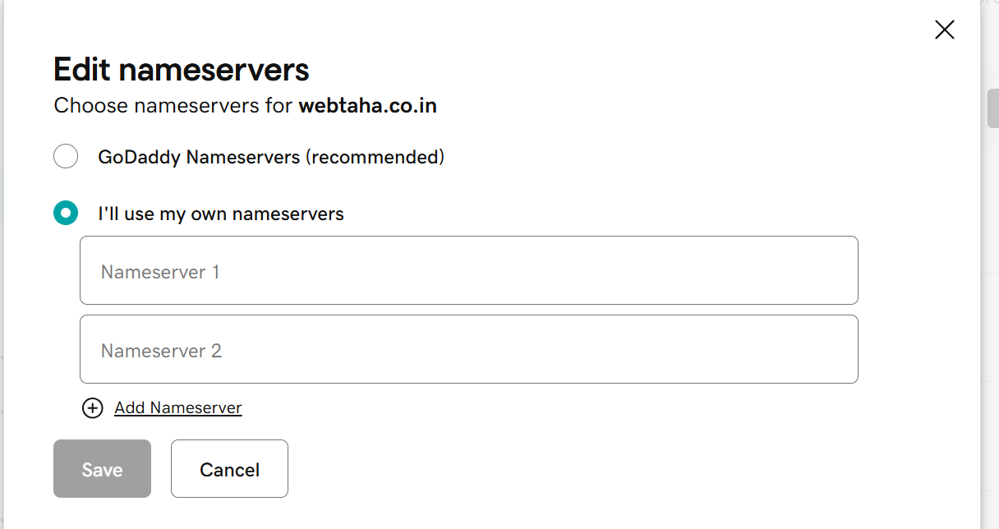 Edit nameservers
Choose nameservers for webtaha.co.in
GoDaddy Nameservers (recommended)
I'll use my own nameservers
Nameserver 1
Nameserver 2
Add Nameserver
Save
Cancel